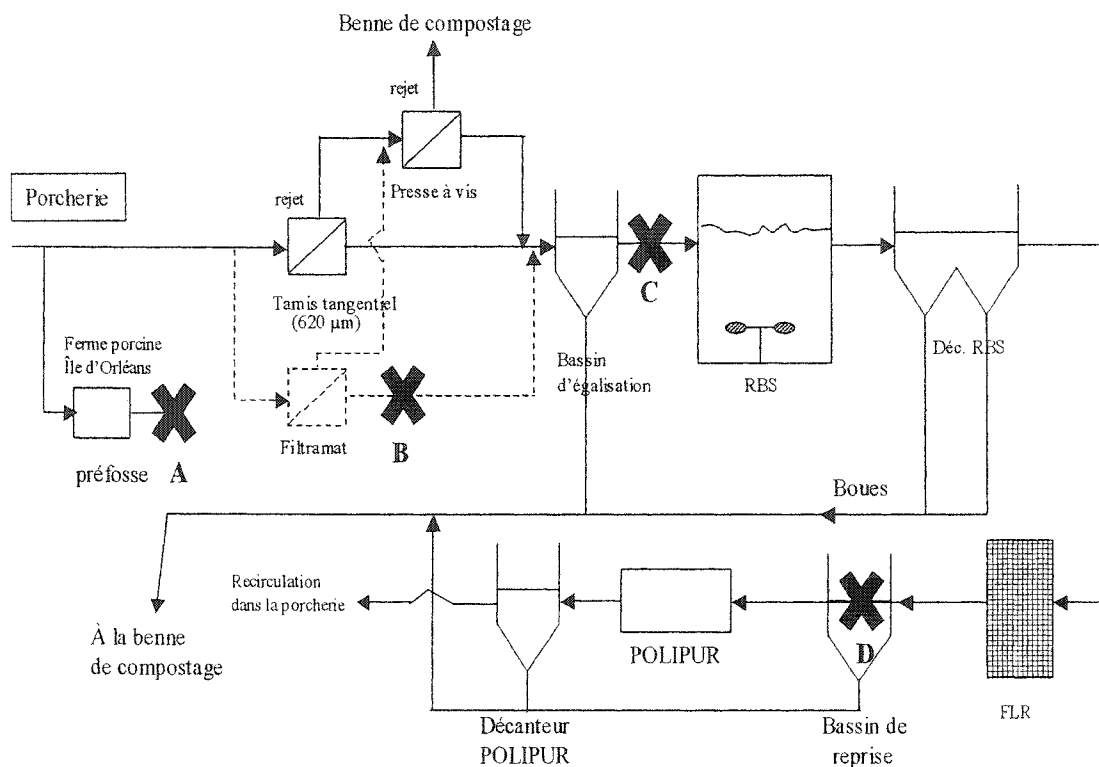 Benne de compostage
rejet
rejet
Presse à vis
Porcherie
Tamis tangentiel
(620 µm)
Ferme porcine
Île d'Orléans
préfosse
A
Filtramat
B
C
Bassin
d'égalisation
RBS
Déc. RBS
Boues
Recirculation
dans la porcherie
À la benne
de compostage
POLIPUR
D
FLR
Décanteur
POLIPUR
Bassin de
reprise